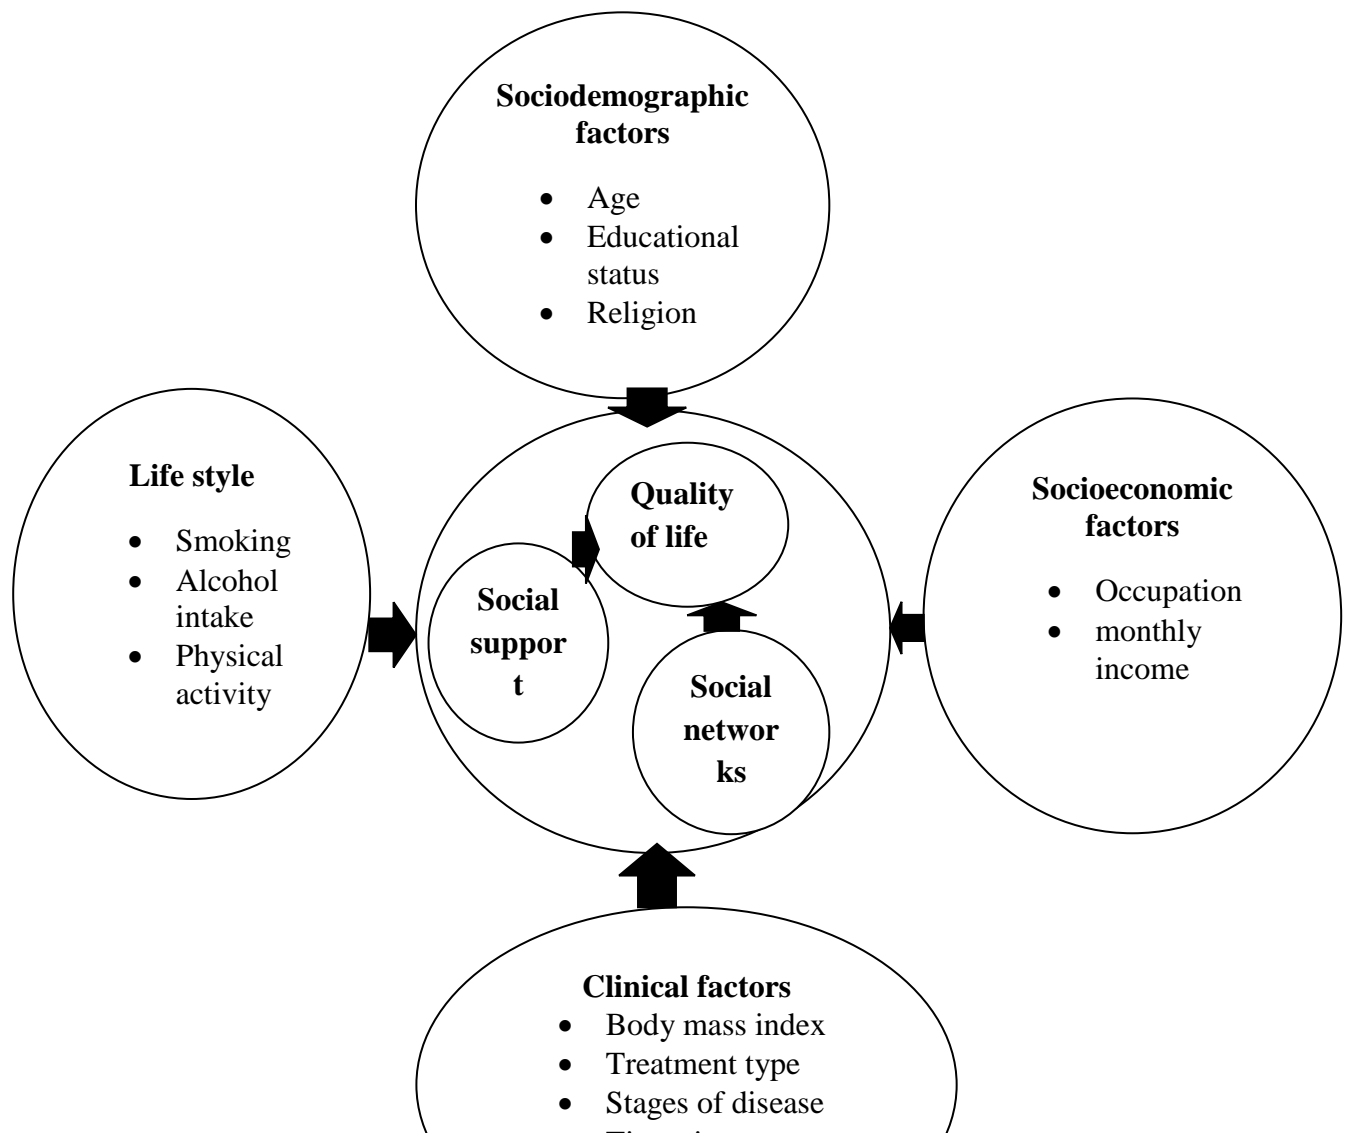 Sociodemographic
factors
• Age
• Educational
status
• Religion
Life style
• Smoking
• Alcohol
intake
• Physical
activity
Quality
of life
Social
suppor
t
Social
networ
ks
Socioeconomic
factors
• Occupation
• monthly
income
Clinical factors
• Body mass index
• Treatment type
• Stages of disease